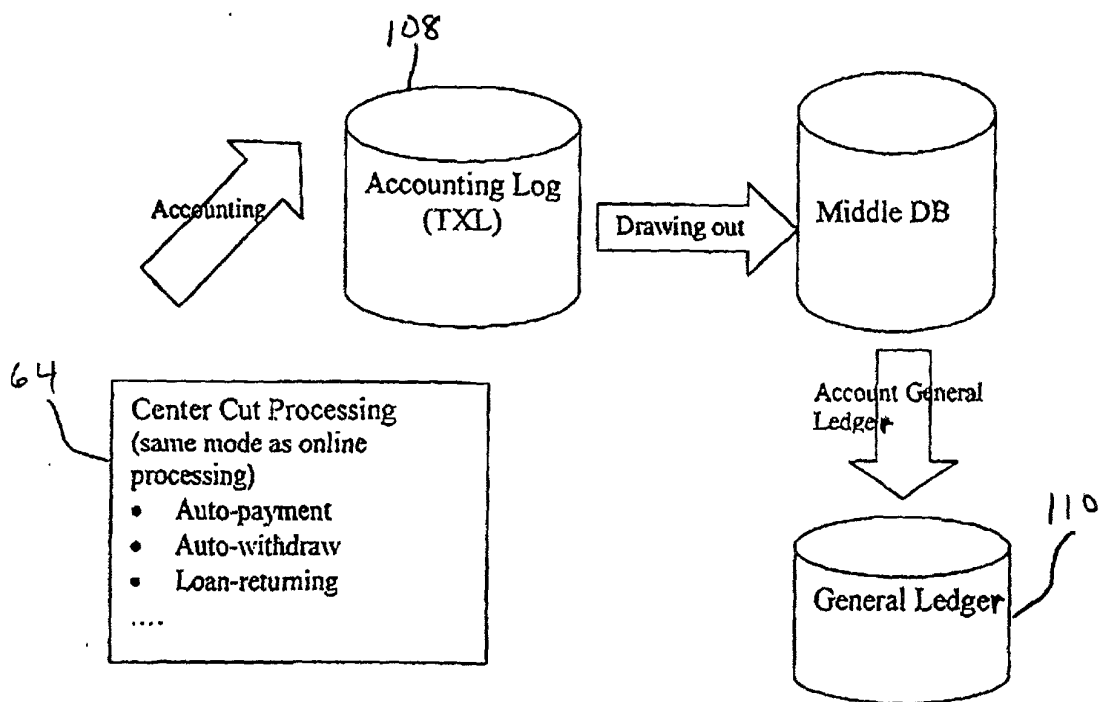 108
Accounting
Accounting Log
(TXL)
Drawing out
Middle DB
Account General
Ledger
64
Center Cut Processing
(same mode as online
processing)
• Auto-payment
• Auto-withdraw
• Loan-returning
....
110
General Ledger